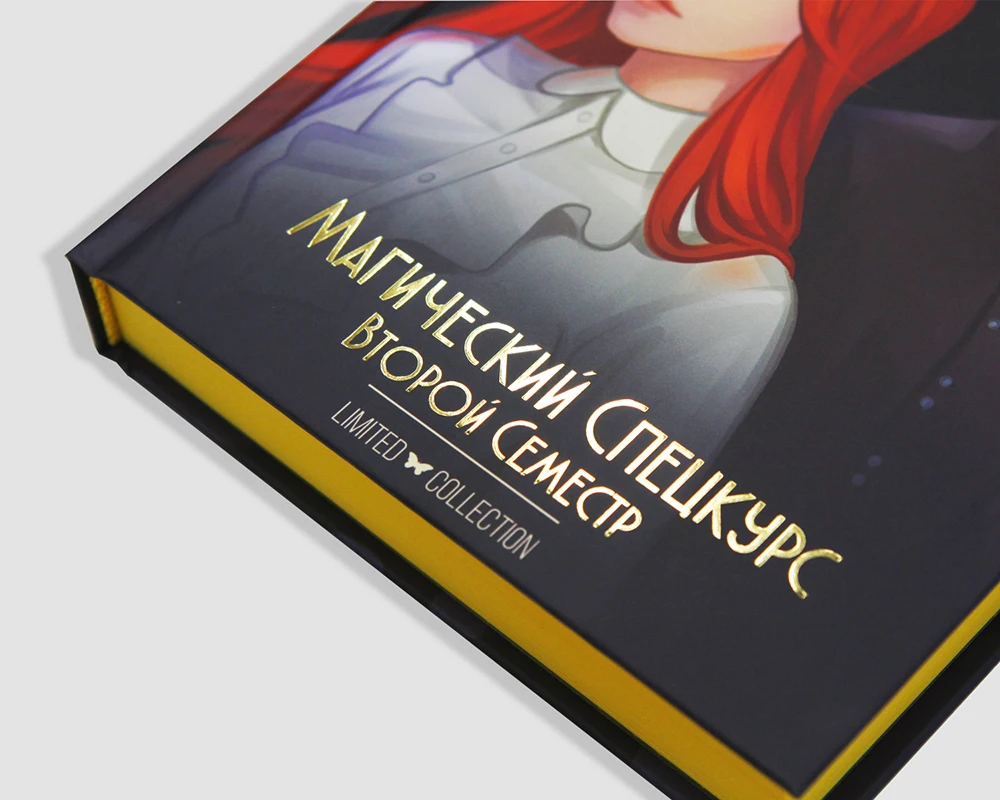 Магический Спецкурс
Второй Семестр
LIMITED COLLECTION